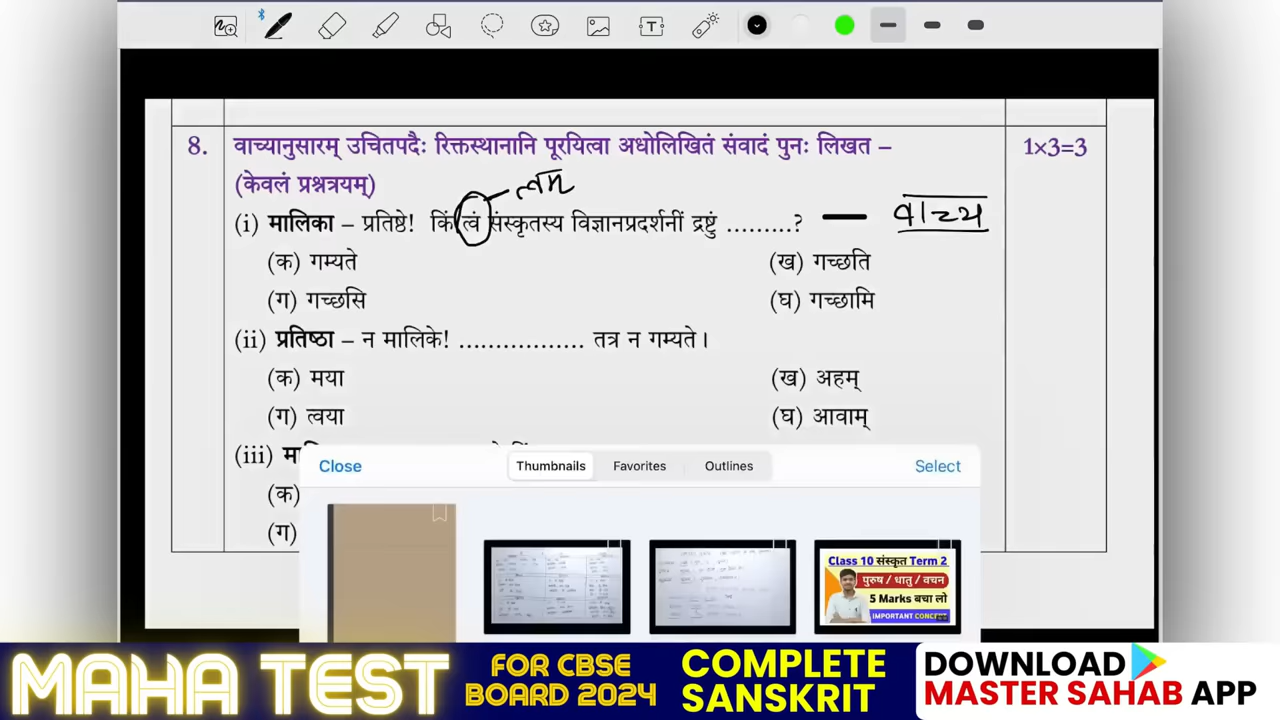 8. वाच्यानुसारम् उचितपदैः रिक्तस्थानानि पूरयित्वा अधोलिखितं संवादं पुनः लिखत – 1×3=3
(केवलं प्रश्नत्रयम्)
त्वम्
(i) मालिका – प्रतिष्ठे! किं त्वं संस्कृतस्य विज्ञानप्रदर्शनीं द्रष्टुं .........? — वाच्य
(क) गम्यते (ख) गच्छति
(ग) गच्छसि (घ) गच्छामि
(ii) प्रतिष्ठा – न मालिके! ................. तत्र न गम्यते।
(क) मया (ख) अहम्
(ग) त्वया (घ) आवाम्
(iii)
(क)
(ग)
Close Thumbnails Favorites Outlines Select
Class 10 संस्कृत Term 2
पुरुष / धातु / वचन
5 Marks बचा लो
IMPORTANT CONCEPT
MAHA TEST
FOR CBSE
BOARD 2024
COMPLETE
SANSKRIT
DOWNLOAD
MASTER SAHAB APP